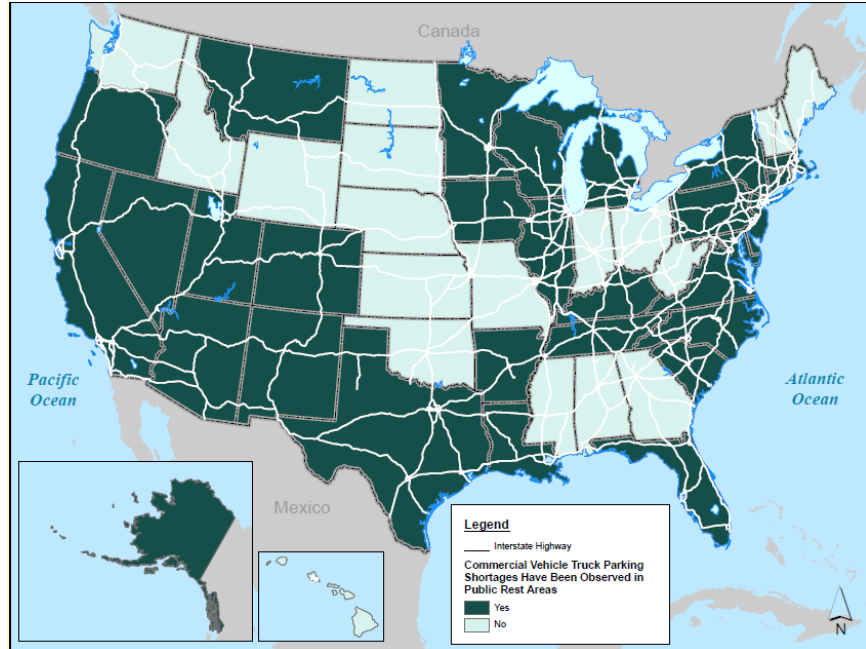 Canada
Pacific
Ocean
Atlantic
Ocean
Mexico
Legend
Interstate Highway
Commercial Vehicle Truck Parking
Shortages Have Been Observed in
Public Rest Areas
Yes
No
N